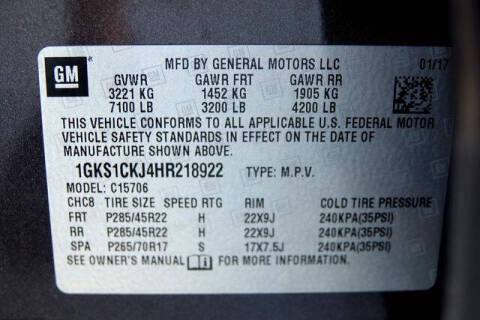 GM
MFD BY GENERAL MOTORS LLC 01/17
GVWR GAWR FRT GAWR RR
3221 KG 1452 KG 1905 KG
7100 LB 3200 LB 4200 LB
THIS VEHICLE CONFORMS TO ALL APPLICABLE U.S. FEDERAL MOTOR
VEHICLE SAFETY STANDARDS IN EFFECT ON THE DATE OF
MANUFACTURE SHOWN ABOVE.
1GKS1CKJ4HR218922 TYPE: M.P.V.
MODEL: C15706
CHC8 TIRE SIZE SPEED RTG RIM COLD TIRE PRESSURE
FRT P285/45R22 H 22X9J 240KPA(35PSI)
RR P285/45R22 H 22X9J 240KPA(35PSI)
SPA P265/70R17 S 17X7.5J 240KPA(35PSI)
SEE OWNER'S MANUAL FOR MORE INFORMATION.